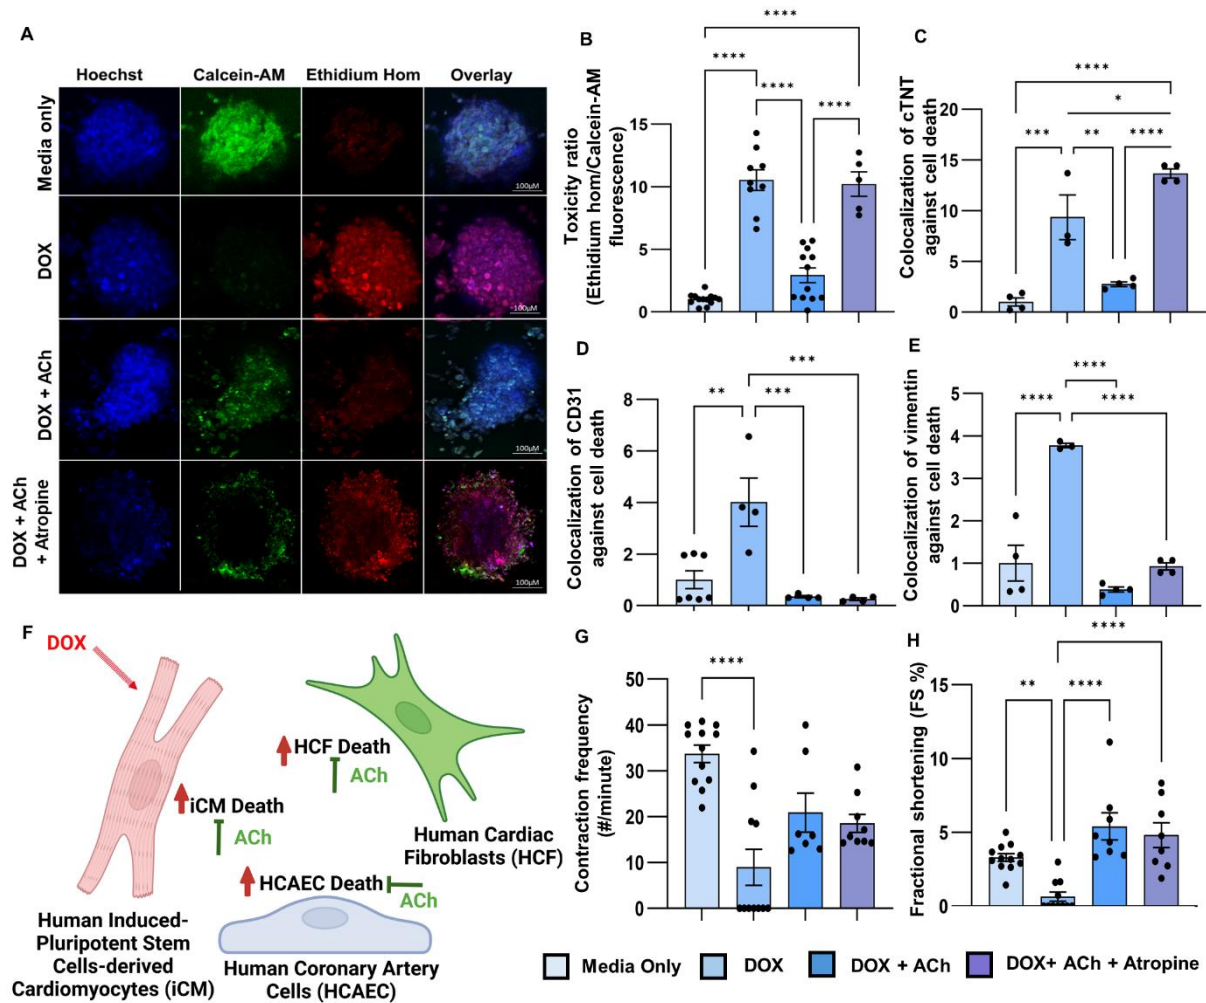 A
Hoechst Calcein-AM Ethidium Hom Overlay
Media only
100µM
DOX
100µM
DOX + ACh
100µM
DOX + ACh
+ Atropine
100µM
B
Toxicity ratio
(Ethidium hom/Calcein-AM
fluorescence)
15
10
5
0
****
****
****
****
C
Colocalization of cTNT
against cell death
20
15
10
5
0
****
*
*** ** ****
D
Colocalization of CD31
against cell death
8
6
4
2
0
***
** ***
E
Colocalization of vimentin
against cell death
5
4
3
2
1
0
****
**** ****
F
DOX
HCF Death
ACh
iCM Death
ACh
Human Cardiac
Fibroblasts (HCF)
HCAEC Death
ACh
Human Induced-
Pluripotent Stem
Cells-derived
Cardiomyocytes (iCM)
Human Coronary Artery
Cells (HCAEC)
G
Contraction frequency
(#/minute)
50
40
30
20
10
0
****
H
Fractional shortening (FS %)
15
10
5
0
****
** ****
Media Only DOX DOX + ACh DOX+ ACh + Atropine